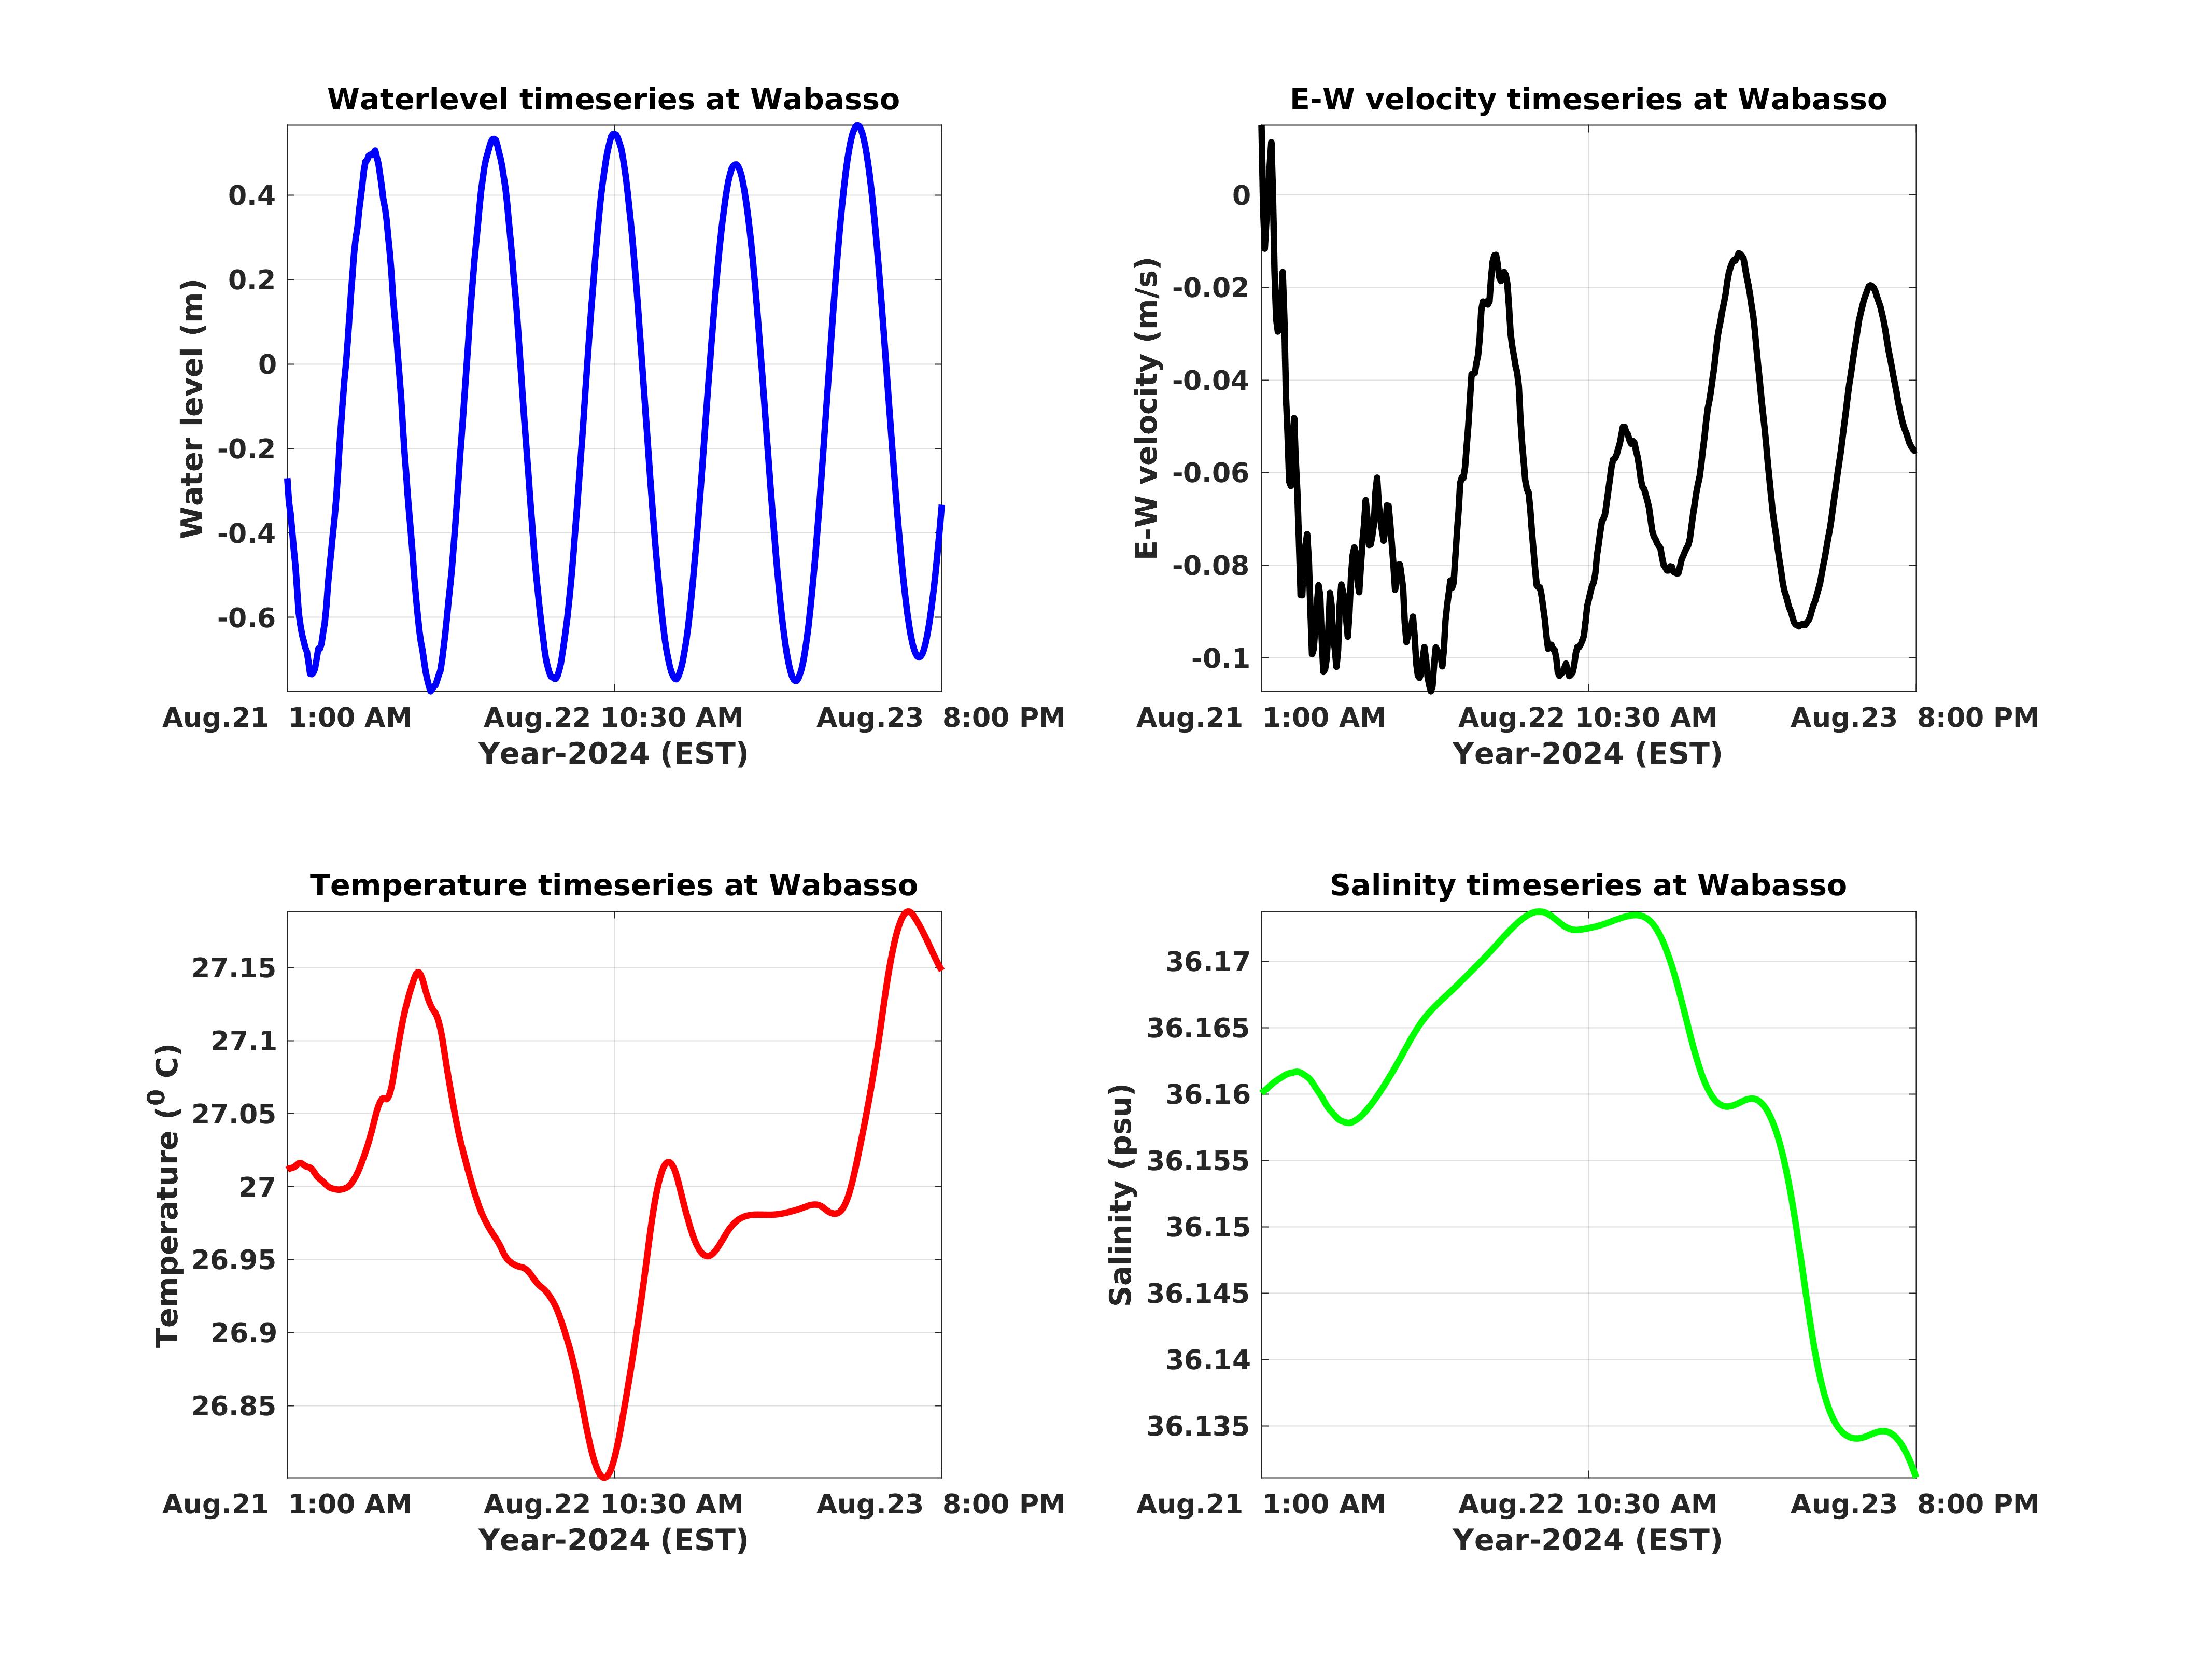 Waterlevel timeseries at Wabasso
0.4
0.2
0
-0.2
-0.4
-0.6
Water level (m)
Aug.21 1:00 AM Aug.22 10:30 AM Aug.23 8:00 PM
Year-2024 (EST)
E-W velocity timeseries at Wabasso
0
-0.02
-0.04
-0.06
-0.08
-0.1
E-W velocity (m/s)
Aug.21 1:00 AM Aug.22 10:30 AM Aug.23 8:00 PM
Year-2024 (EST)
Temperature timeseries at Wabasso
27.15
27.1
27.05
27
26.95
26.9
26.85
Temperature (⁰ C)
Aug.21 1:00 AM Aug.22 10:30 AM Aug.23 8:00 PM
Year-2024 (EST)
Salinity timeseries at Wabasso
36.17
36.165
36.16
36.155
36.15
36.145
36.14
36.135
Salinity (psu)
Aug.21 1:00 AM Aug.22 10:30 AM Aug.23 8:00 PM
Year-2024 (EST)